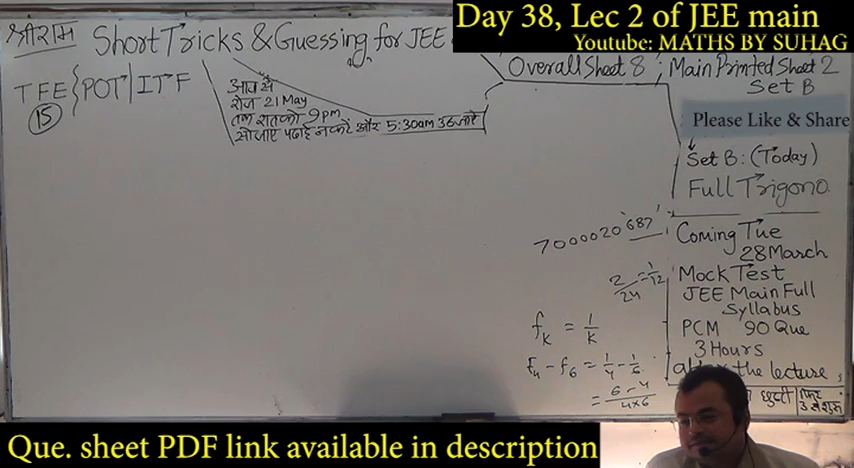 Day 38, Lec 2 of JEE main
Youtube: MATHS BY SUHAG
श्रीराम Short Tricks & Guessing for JEE
TFE { POT | ITF
15
आप से
रोज 21 May
तक रात को 9 pm
सोजाए पढाई न करें और 5:30am उठ जाये
Overall Sheet 8 ; Main Printed Sheet 2
Set B
Please Like & Share
Set B: (Today)
Full Trigono.
7000020687
2/24 = 1/12
f_k = 1/k
f_4 - f_6 = 1/4 - 1/6
= 6-4/4×6
Coming Tue
28 March
Mock Test
JEE Main Full
Syllabus
PCM 90 Que
3 Hours
after the lecture
छुट्टी
Que. sheet PDF link available in description